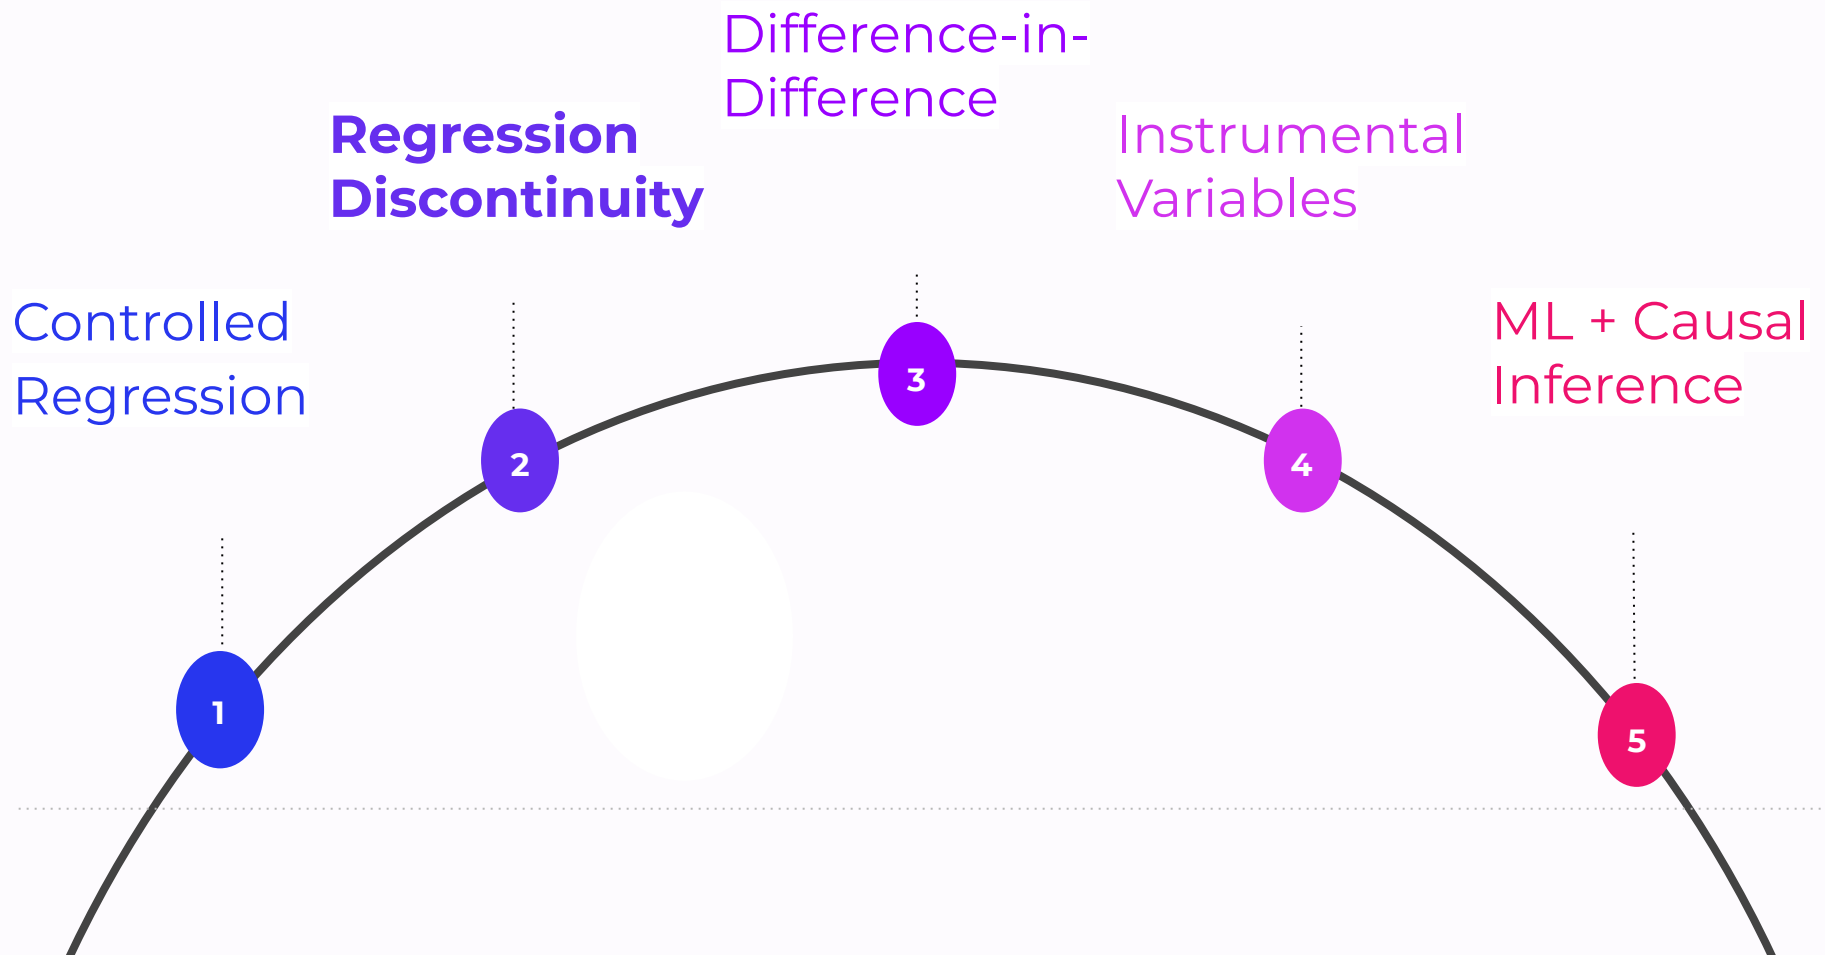 Controlled
Regression
1
Regression
Discontinuity
2
Difference-in-
Difference
3
Instrumental
Variables
4
ML + Causal
Inference
5